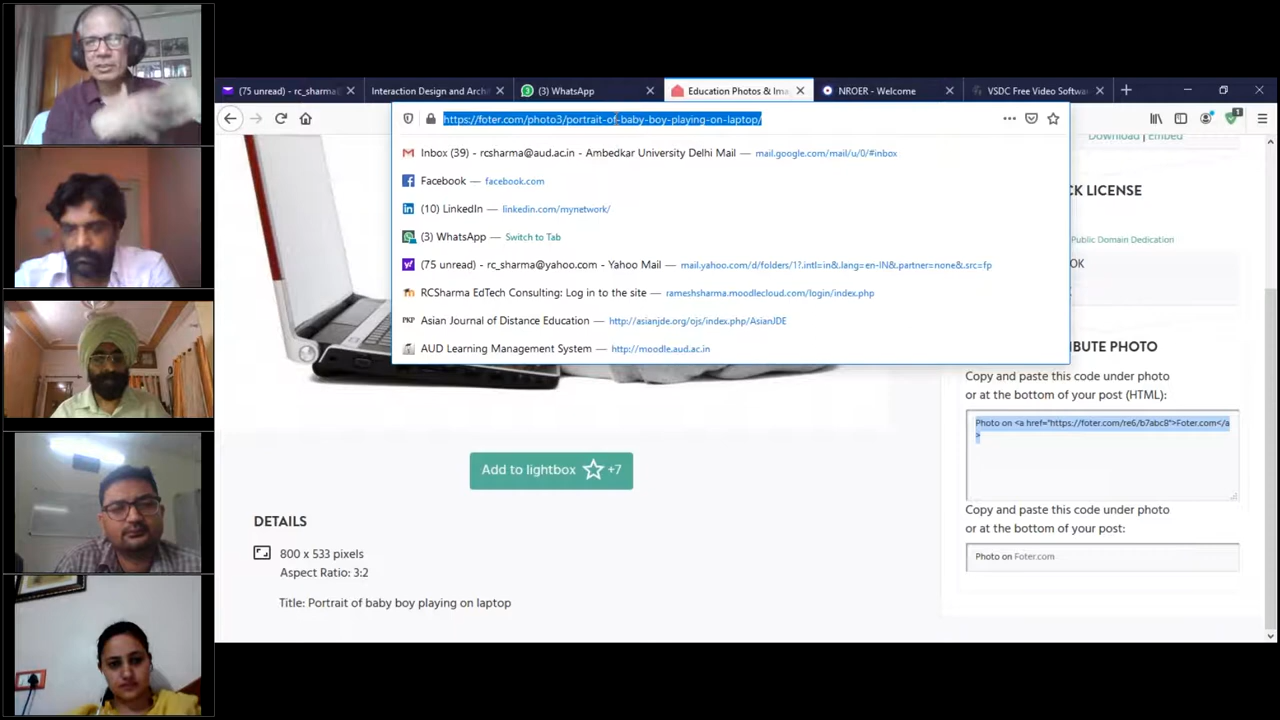 (75 unread) - rc_sharma@
Interaction Design and Arch
(3) WhatsApp
Education Photos & Ima
NROER - Welcome
VSDC Free Video Softwa
https://foter.com/photo3/portrait-of-baby-boy-playing-on-laptop/
Inbox (39) - rcsharma@aud.ac.in - Ambedkar University Delhi Mail — mail.google.com/mail/u/0/#inbox
Facebook — facebook.com
(10) LinkedIn — linkedin.com/mynetwork/
(3) WhatsApp — Switch to Tab
(75 unread) - rc_sharma@yahoo.com - Yahoo Mail — mail.yahoo.com/d/folders/1?.intl=in&.lang=en-IN&.partner=none&.src=fp
RCSharma EdTech Consulting: Log in to the site — rameshsharma.moodlecloud.com/login/index.php
PKP Asian Journal of Distance Education — http://asianjde.org/ojs/index.php/AsianJDE
AUD Learning Management System — http://moodle.aud.ac.in
Download | Embed
CK LICENSE
Public Domain Dedication
OK
IBUTE PHOTO
Copy and paste this code under photo
or at the bottom of your post (HTML):
Photo on <a href="https://foter.com/re6/b7abc8">Foter.com</a
>
Copy and paste this code under photo
or at the bottom of your post:
Photo on Foter.com
Add to lightbox +7
DETAILS
800 x 533 pixels
Aspect Ratio: 3:2
Title: Portrait of baby boy playing on laptop